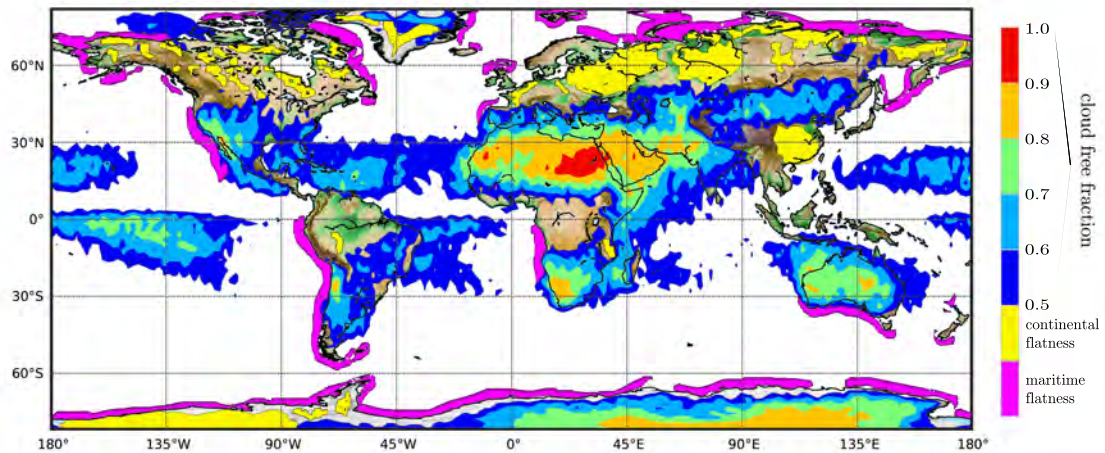 60°N
30°N
0°
30°S
60°S
180°
135°W
90°W
45°W
0°
45°E
90°E
135°E
180°
1.0
0.9
0.8
0.7
0.6
0.5
continental
flatness
maritime
flatness
cloud free fraction